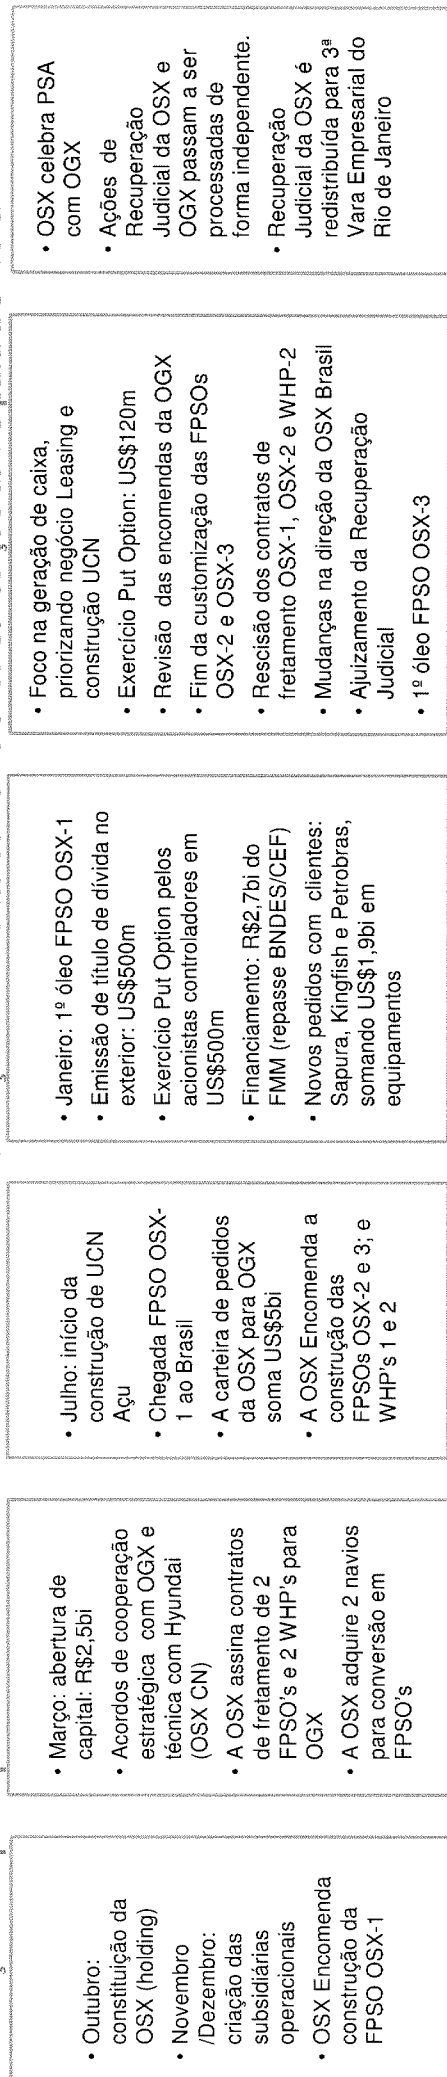 • Outubro:
constituição da
OSX (holding)
• Novembro
/Dezembro:
criação das
subsidiárias
operacionais
• OSX Encomenda
construção da
FPSO OSX-1
• Março: abertura de
capital: R$2,5bi
• Acordos de cooperação
estratégica com OGX e
técnica com Hyundai
(OSX CN)
• A OSX assina contratos
de fretamento de 2
FPSO's e 2 WHP's para
OGX
• A OSX adquire 2 navios
para conversão em
FPSO's
• Julho: início da
construção de UCN
Açu
• Chegada FPSO OSX-
1 ao Brasil
• A carteira de pedidos
da OSX para OGX
soma US$5bi
• A OSX Encomenda a
construção das
FPSOs OSX-2 e 3; e
WHP's 1 e 2
• Janeiro: 1º óleo FPSO OSX-1
• Emissão de título de dívida no
exterior: US$500m
• Exercício Put Option pelos
acionistas controladores em
US$500m
• Financiamento: R$2,7bi do
FMM (repasse BNDES/CEF)
• Novos pedidos com clientes:
Sapura, Kingfish e Petrobras,
somando US$1,9bi em
equipamentos
• Foco na geração de caixa,
priorizando negócio Leasing e
construção UCN
• Exercício Put Option: US$120m
• Revisão das encomendas da OGX
• Fim da customização das FPSOs
OSX-2 e OSX-3
• Rescisão dos contratos de
fretamento OSX-1, OSX-2 e WHP-2
• Mudanças na direção da OSX Brasil
• Ajuizamento da Recuperação
Judicial
• 1º óleo FPSO OSX-3
• OSX celebra PSA
com OGX
• Ações de
Recuperação
Judicial da OSX e
OGX passam a ser
processadas de
forma independente.
• Recuperação
Judicial da OSX é
redistribuída para 3ª
Vara Empresarial do
Rio de Janeiro